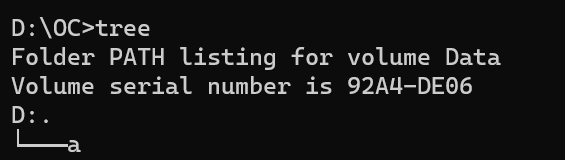 D:\OC>tree
Folder PATH listing for volume Data
Volume serial number is 92A4-DE06
D:.
└───a